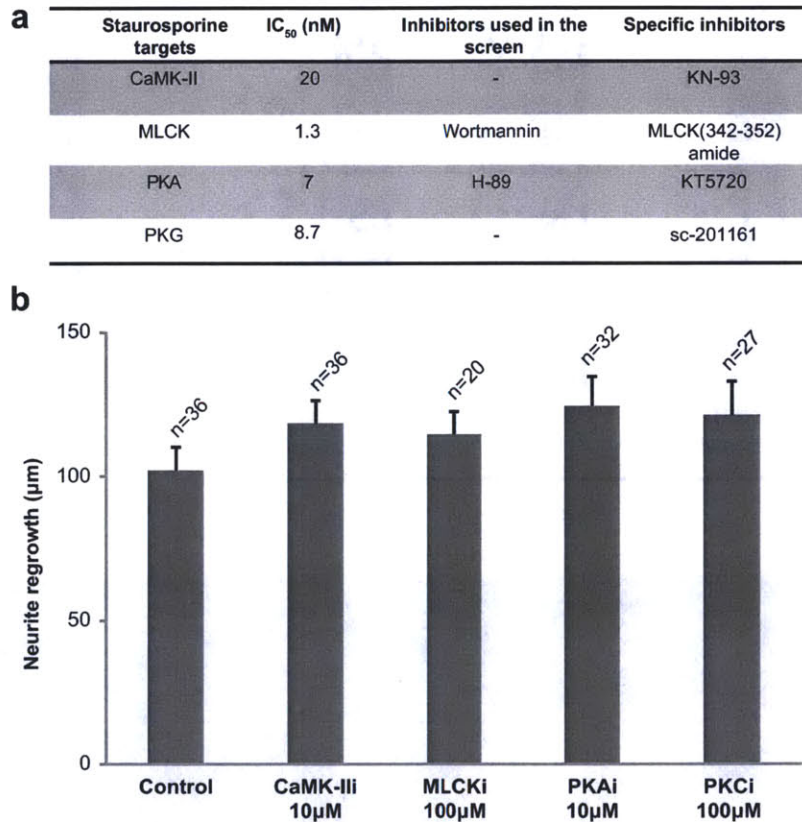 a
Staurosporine targets IC50 (nM) Inhibitors used in the screen Specific inhibitors
CaMK-II 20 - KN-93
MLCK 1.3 Wortmannin MLCK(342-352) amide
PKA 7 H-89 KT5720
PKG 8.7 - sc-201161
b
Neurite regrowth (µm)
150
100
50
0
n=36
n=36
n=20
n=32
n=27
Control CaMK-IIi MLCKi PKAi PKCi
10µM 100µM 10µM 100µM